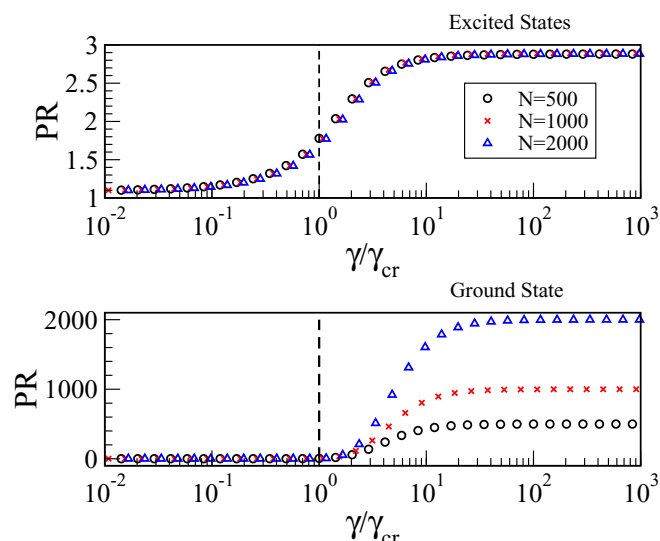 Excited States
3
2.5
2
1.5
1
PR
N=500
N=1000
N=2000
10^-2
10^-1
10^0
10^1
10^2
10^3
γ/γ_cr
Ground State
2000
1000
0
PR
10^-2
10^-1
10^0
10^1
10^2
10^3
γ/γ_cr